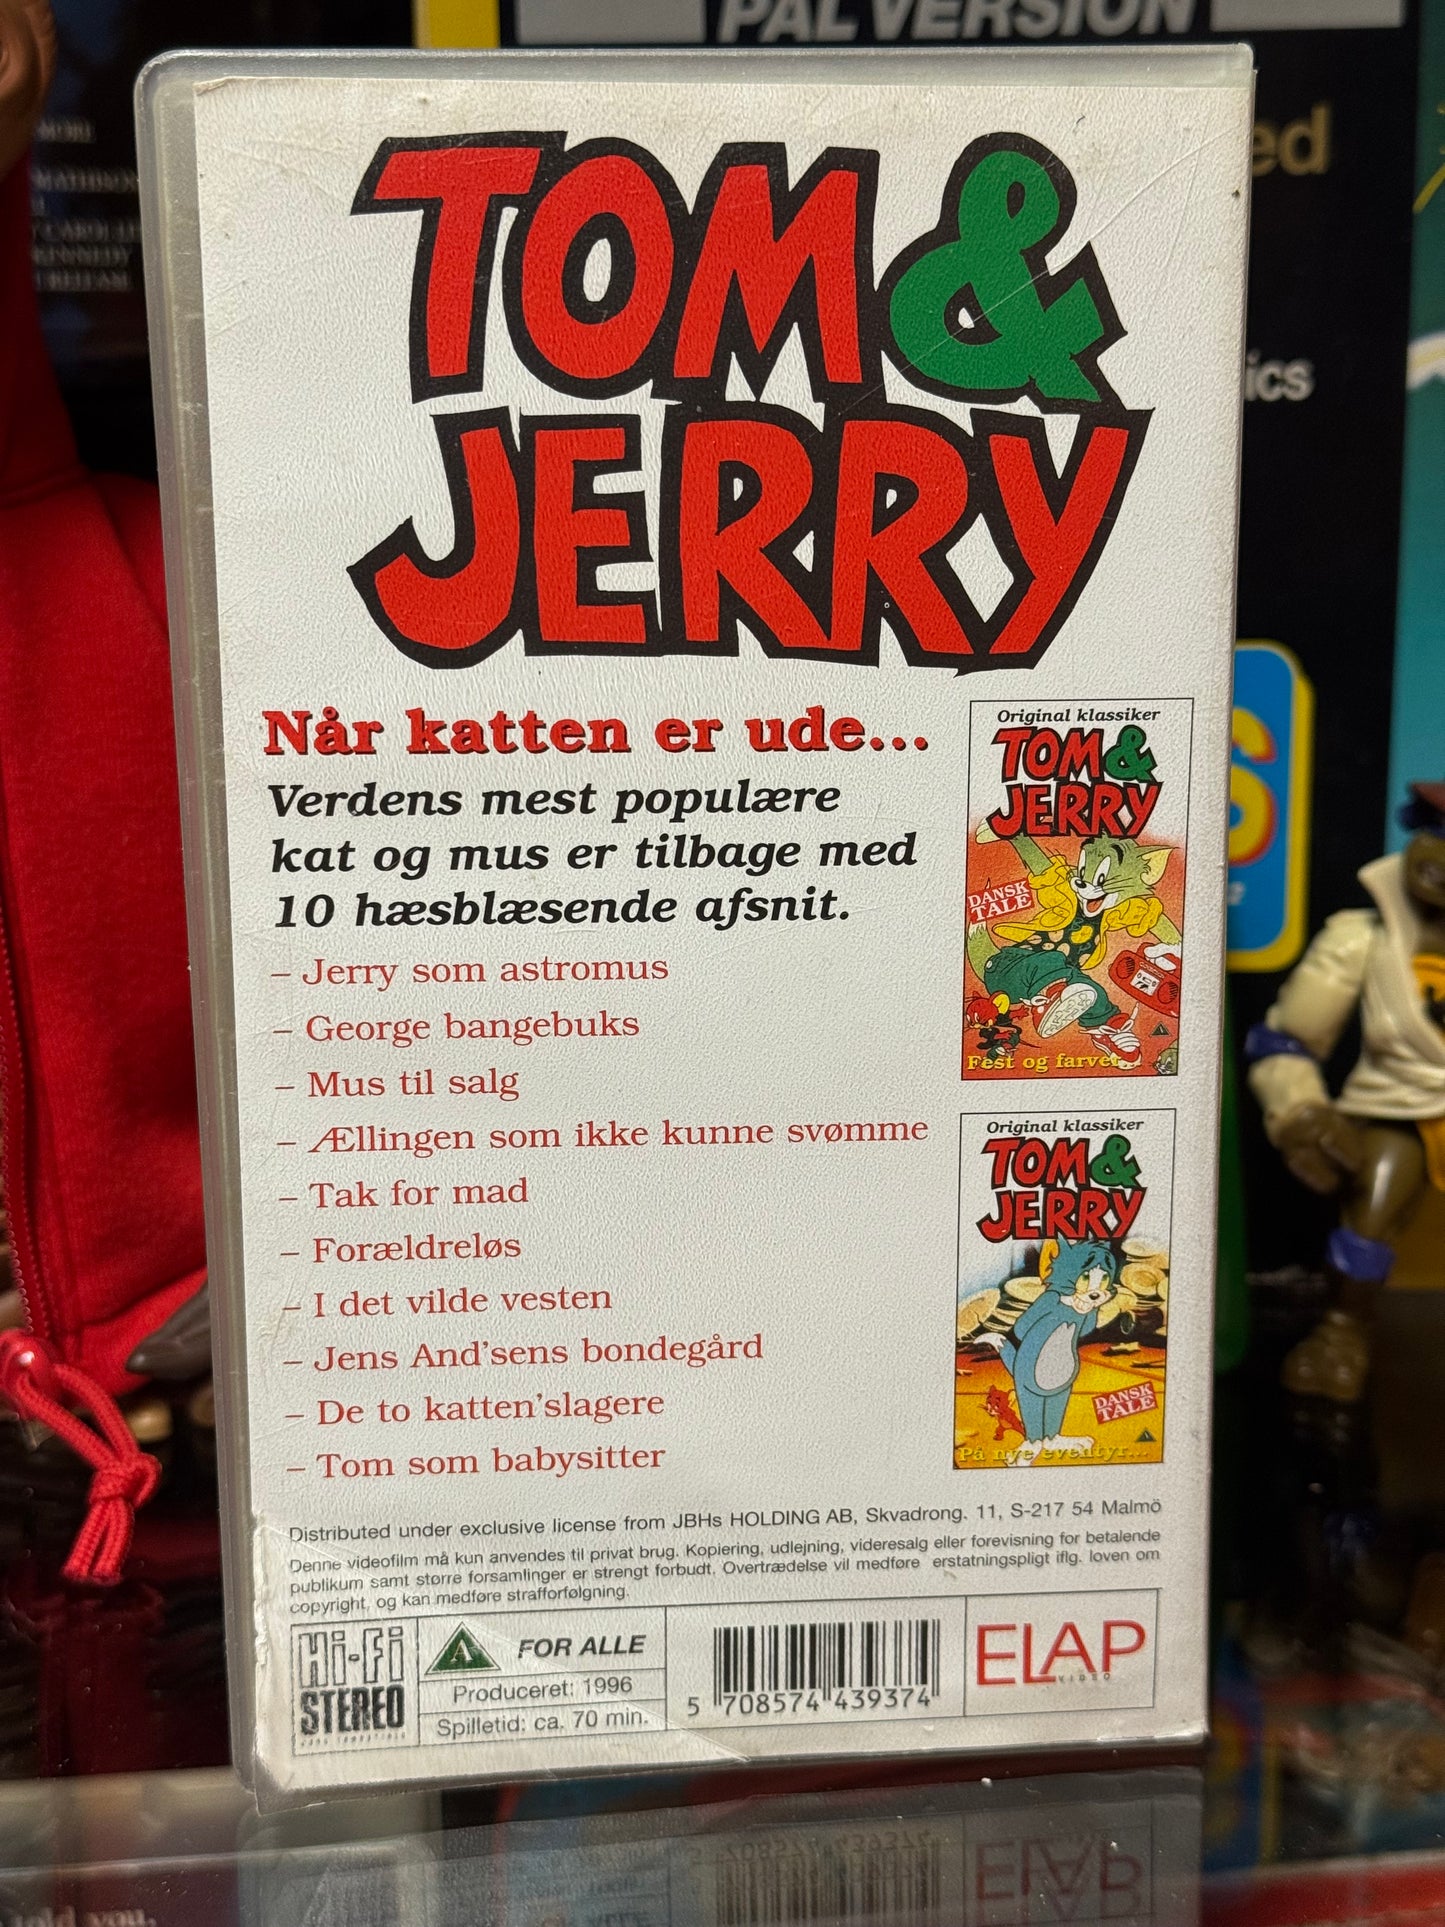 PAL VERSION
TOM &
JERRY
Når katten er ude...
Verdens mest populære
kat og mus er tilbage med
10 hæsblæsende afsnit.
– Jerry som astromus
– George bangebuks
– Mus til salg
– Ællingen som ikke kunne svømme
– Tak for mad
– Forældreløs
– I det vilde vesten
– Jens And'sens bondegård
– De to katten'slagere
– Tom som babysitter
Original klassiker
TOM &
JERRY
DANSK
TALE
Fest og farver...
Original klassiker
TOM &
JERRY
DANSK
TALE
På nye eventyr...
Distributed under exclusive license from JBHs HOLDING AB, Skvadrong. 11, S-217 54 Malmö
Denne videofilm må kun anvendes til privat brug. Kopiering, udlejning, videresalg eller forevisning for betalende
publikum samt større forsamlinger er strengt forbudt. Overtrædelse vil medføre erstatningspligt iflg. loven om
copyright, og kan medføre strafforfølgning.
Hi-Fi
STEREO
A FOR ALLE
Produceret: 1996
Spilletid: ca. 70 min.
5 708574 439374
ELAP
VIDEO
ed
ics
told you.